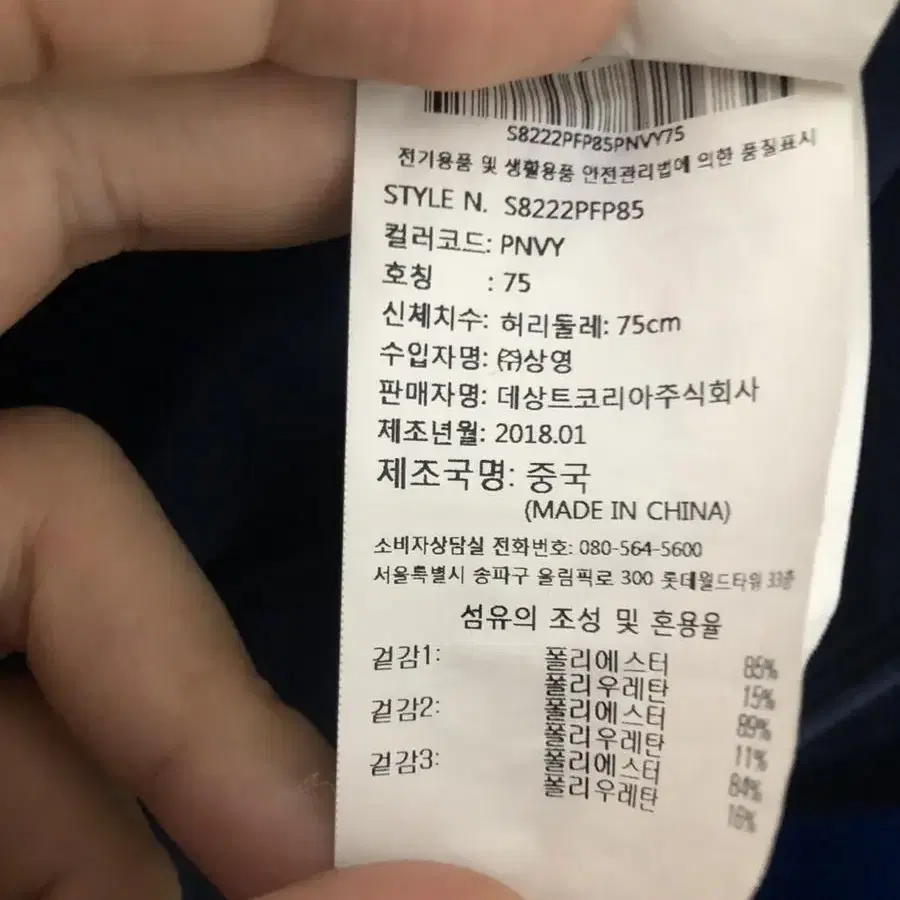 S8222PFP85PNVY75
전기용품 및 생활용품 안전관리법에 의한 품질표시
STYLE N. S8222PFP85
컬러코드: PNVY
호칭 : 75
신체치수: 허리둘레: 75cm
수입자명: ㈜상영
판매자명: 데상트코리아주식회사
제조년월: 2018.01
제조국명: 중국
(MADE IN CHINA)
소비자상담실 전화번호: 080-564-5600
서울특별시 송파구 올림픽로 300 롯데월드타워 33층
섬유의 조성 및 혼용율
겉감1: 폴리에스터 85%
폴리우레탄 15%
겉감2: 폴리에스터 89%
폴리우레탄 11%
겉감3: 폴리에스터 84%
폴리우레탄 16%